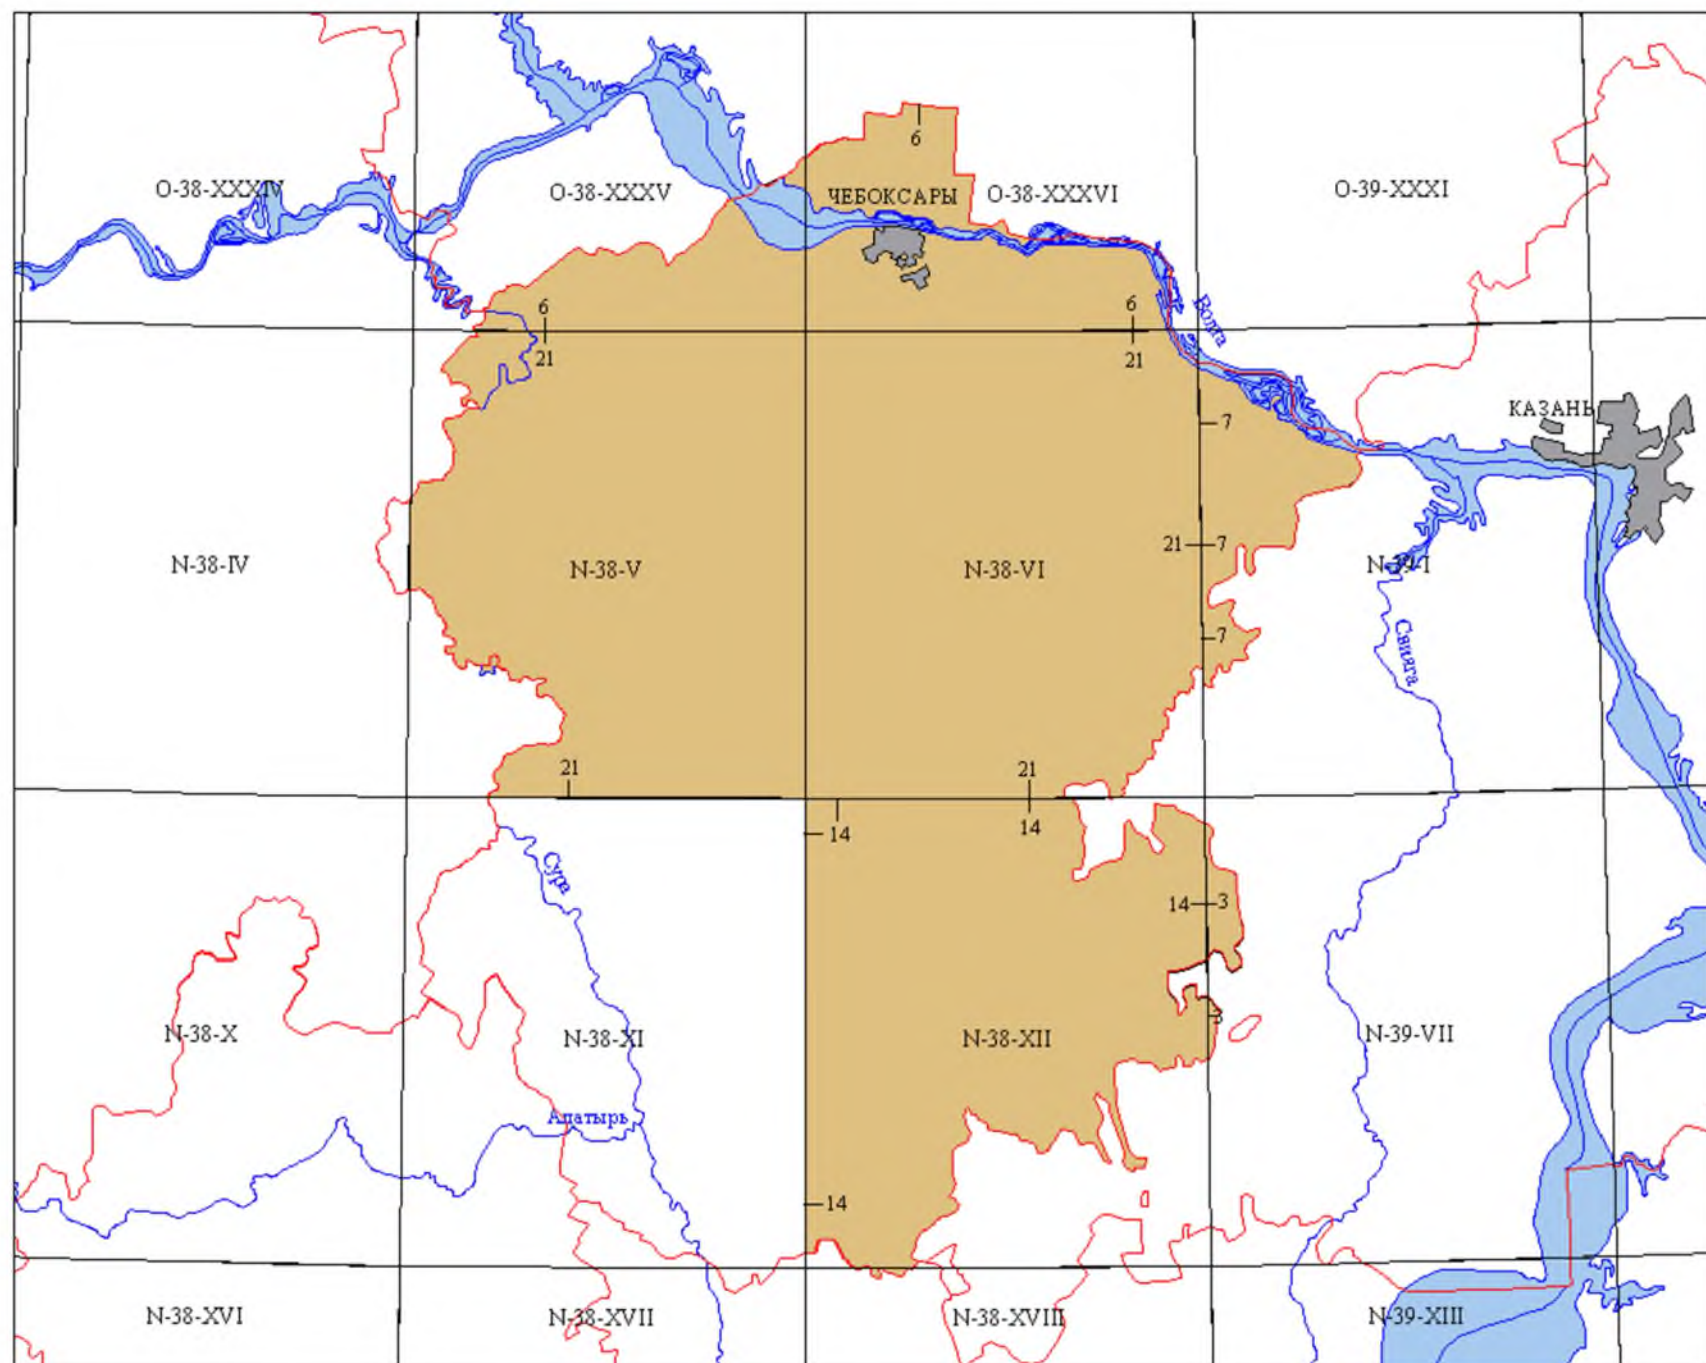 6
O-38-XXXIV
O-38-XXXV
ЧЕБОКСАРЫ
O-38-XXXVI
O-39-XXXI
6
21
6
21
Волга
7
КАЗАНЬ
21
7
N-38-IV
N-38-V
N-38-VI
N-39-I
7
Свияга
21
21
14
14
Сура
14
3
3
N-38-X
N-38-XI
N-38-XII
N-39-VII
Алатырь
14
N-38-XVI
N-38-XVII
N-38-XVIII
N-39-XIII